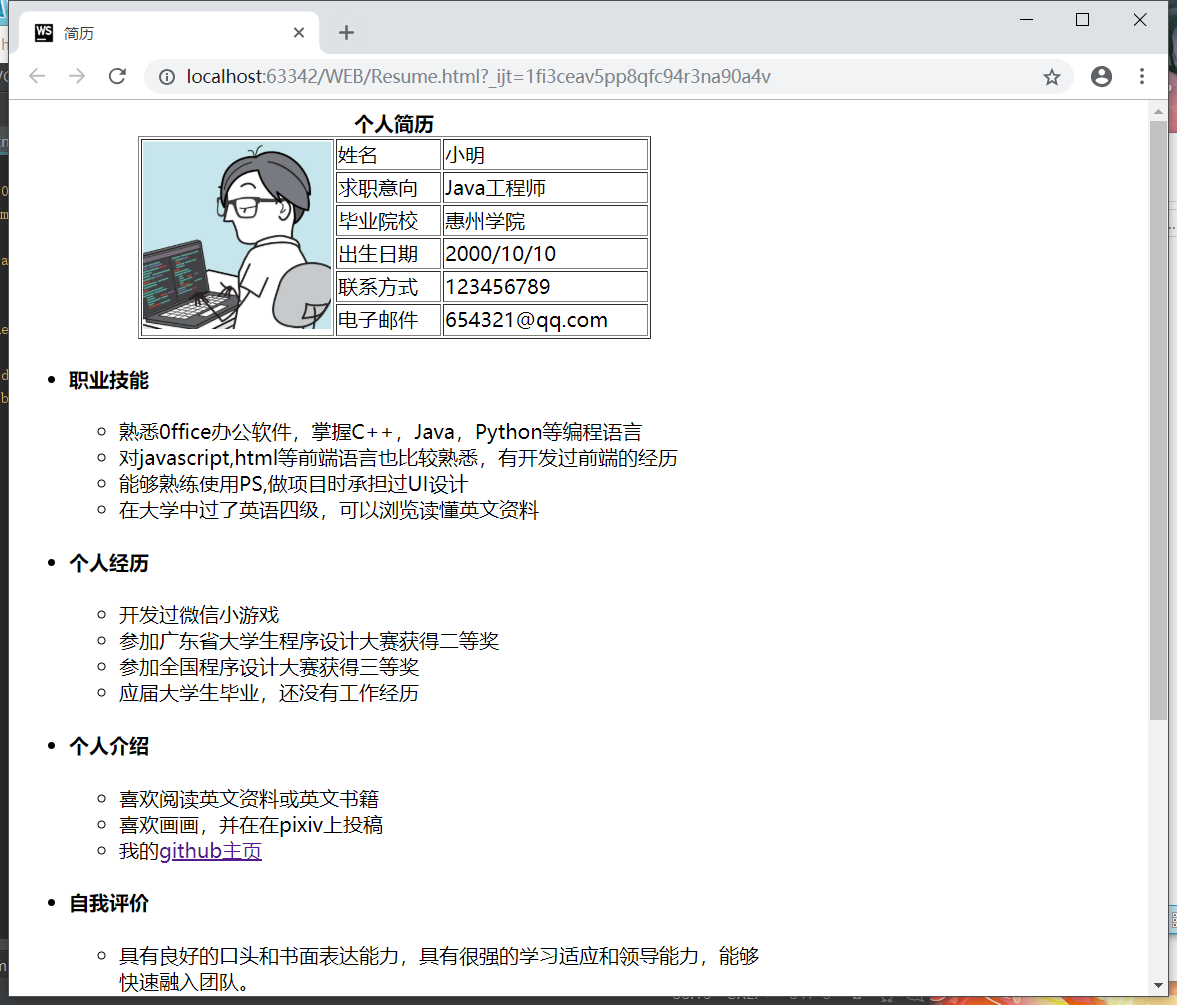 WS 简历
localhost:63342/WEB/Resume.html?_ijt=1fi3ceav5pp8qfc94r3na90a4v
个人简历
姓名 小明
求职意向 Java工程师
毕业院校 惠州学院
出生日期 2000/10/10
联系方式 123456789
电子邮件 654321@qq.com
职业技能
熟悉0ffice办公软件，掌握C++，Java，Python等编程语言
对javascript,html等前端语言也比较熟悉，有开发过前端的经历
能够熟练使用PS,做项目时承担过UI设计
在大学中过了英语四级，可以浏览读懂英文资料
个人经历
开发过微信小游戏
参加广东省大学生程序设计大赛获得二等奖
参加全国程序设计大赛获得三等奖
应届大学生毕业，还没有工作经历
个人介绍
喜欢阅读英文资料或英文书籍
喜欢画画，并在在pixiv上投稿
我的github主页
自我评价
具有良好的口头和书面表达能力，具有很强的学习适应和领导能力，能够
快速融入团队。